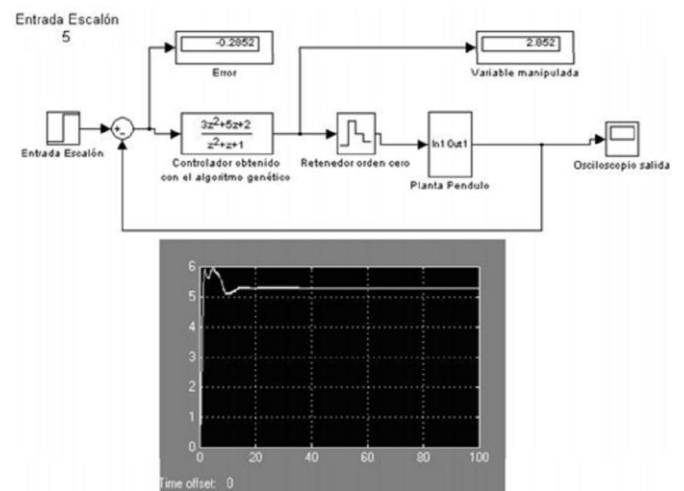 Entrada Escalón
5
-0.2852
Error
2.852
Variable manipulada
+
-
Entrada Escalón
3z²+5z+2
z²+z+1
Controlador obtenido
con el algoritmo genético
Retenedor orden cero
In1 Out1
Planta Pendulo
Osciloscopio salida
6
5
4
3
2
1
0
0 20 40 60 80 100
Time offset: 0